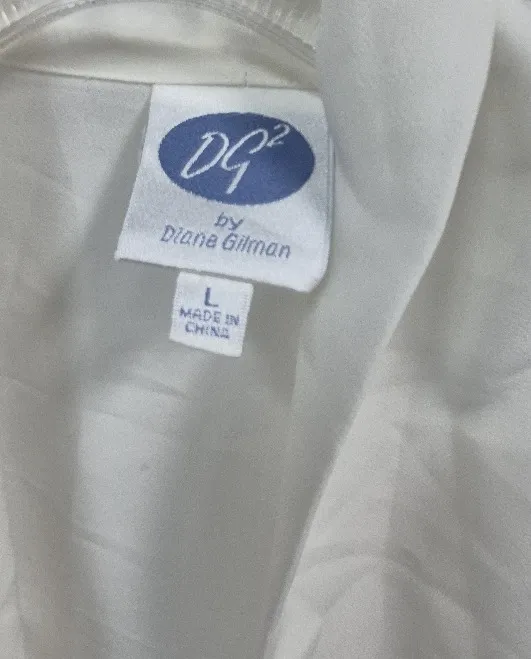 DG²
by
Diane Gilman
L
MADE IN
CHINA